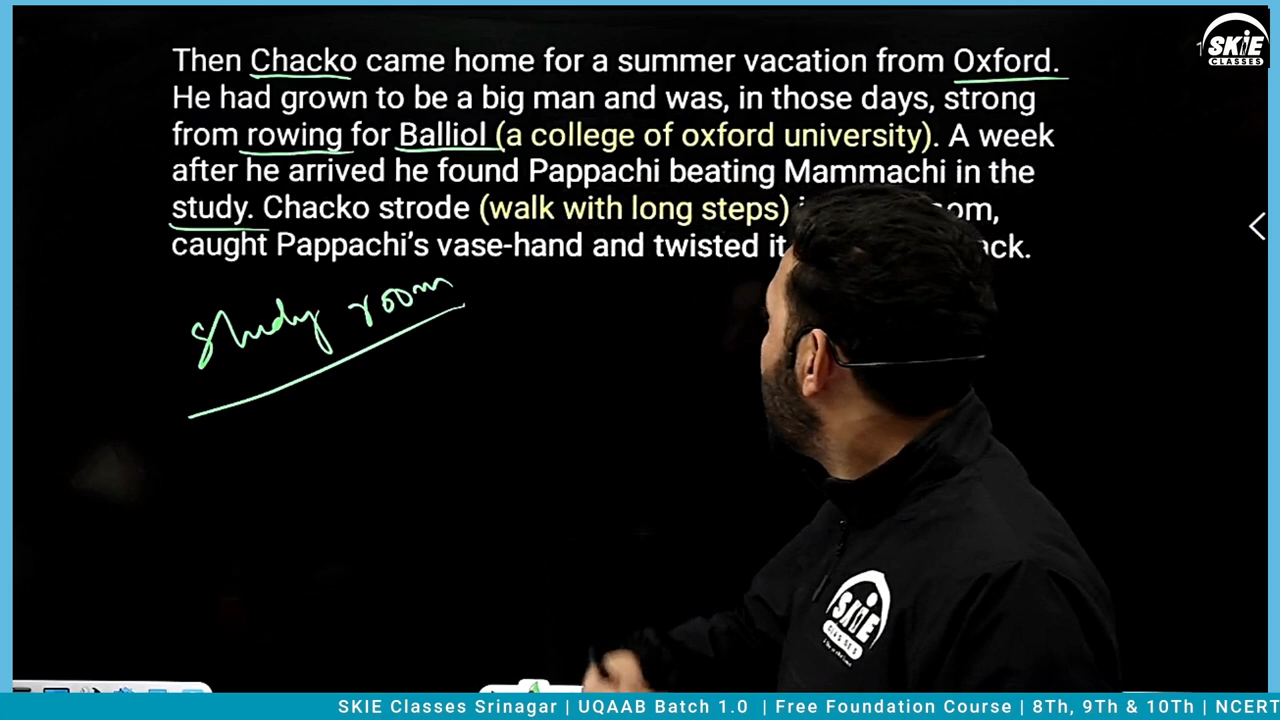 Then Chacko came home for a summer vacation from Oxford.
He had grown to be a big man and was, in those days, strong
from rowing for Balliol (a college of oxford university). A week
after he arrived he found Pappachi beating Mammachi in the
study. Chacko strode (walk with long steps)
caught Pappachi's vase-hand and twisted it
study room
SKIE
CLASSES
SKIE
CLASSES
SKIE Classes Srinagar | UQAAB Batch 1.0 | Free Foundation Course | 8Th, 9Th & 10Th | NCERT